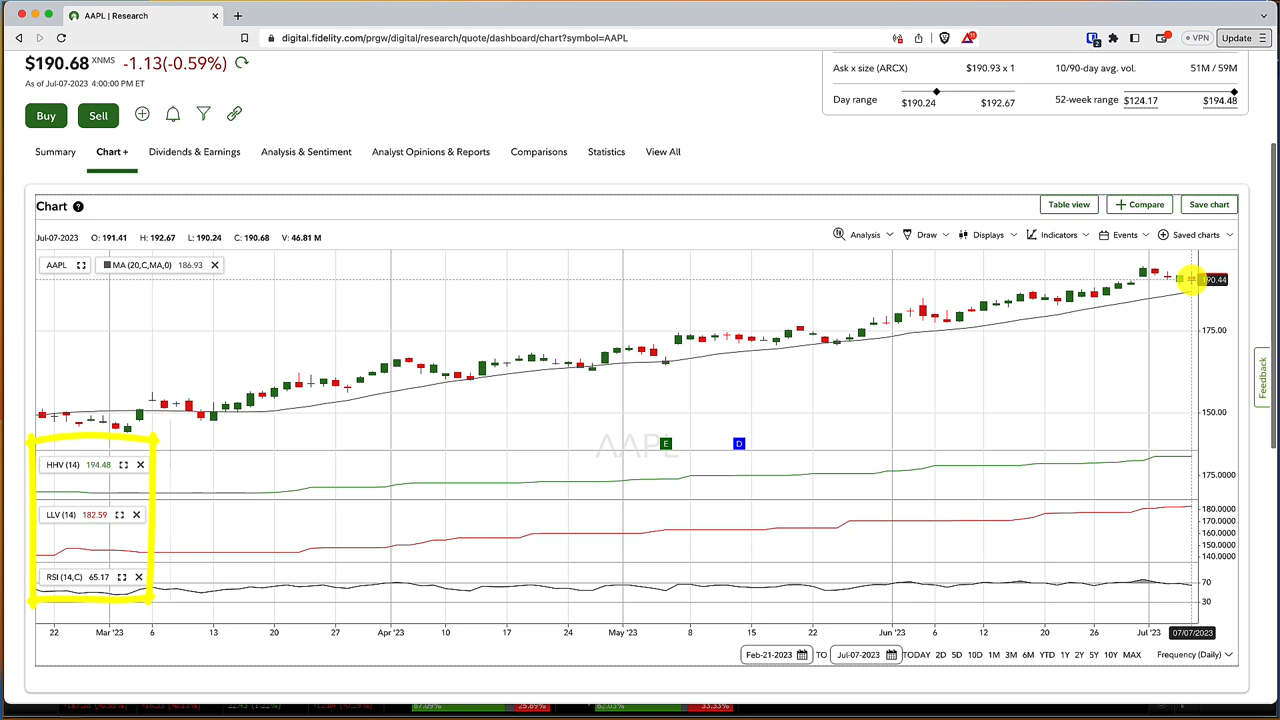 AAPL | Research
digital.fidelity.com/prgw/digital/research/quote/dashboard/chart?symbol=AAPL
VPN
Update
$190.68 XNMS -1.13(-0.59%)
As of Jul-07-2023 4:00:00 PM ET
Ask x size (ARCX) $190.93 x 1 10/90-day avg. vol. 51M / 59M
Day range $190.24 $192.67 52-week range $124.17 $194.48
Buy Sell
Summary Chart + Dividends & Earnings Analysis & Sentiment Analyst Opinions & Reports Comparisons Statistics View All
Chart ? Table view + Compare Save chart
Jul-07-2023 O: 191.41 H: 192.67 L: 190.24 C: 190.68 V: 46.81 M
Analysis Draw Displays Indicators Events Saved charts
AAPL MA (20,C,MA,0) 186.93
190.44
175.00
150.00
Feedback
AAPL
E D
HHV (14) 194.48
175.0000
LLV (14) 182.59
180.0000
170.0000
160.0000
150.0000
140.0000
RSI (14,C) 65.17
70
30
22 Mar '23 6 13 20 27 Apr '23 10 17 24 May '23 8 15 22 Jun '23 6 12 20 26 Jul '23 07/07/2023
Feb-21-2023 TO Jul-07-2023 TODAY 2D 5D 10D 1M 3M 6M YTD 1Y 2Y 5Y 10Y MAX Frequency (Daily)
67.09% 25.89% 62.03% 33.33%